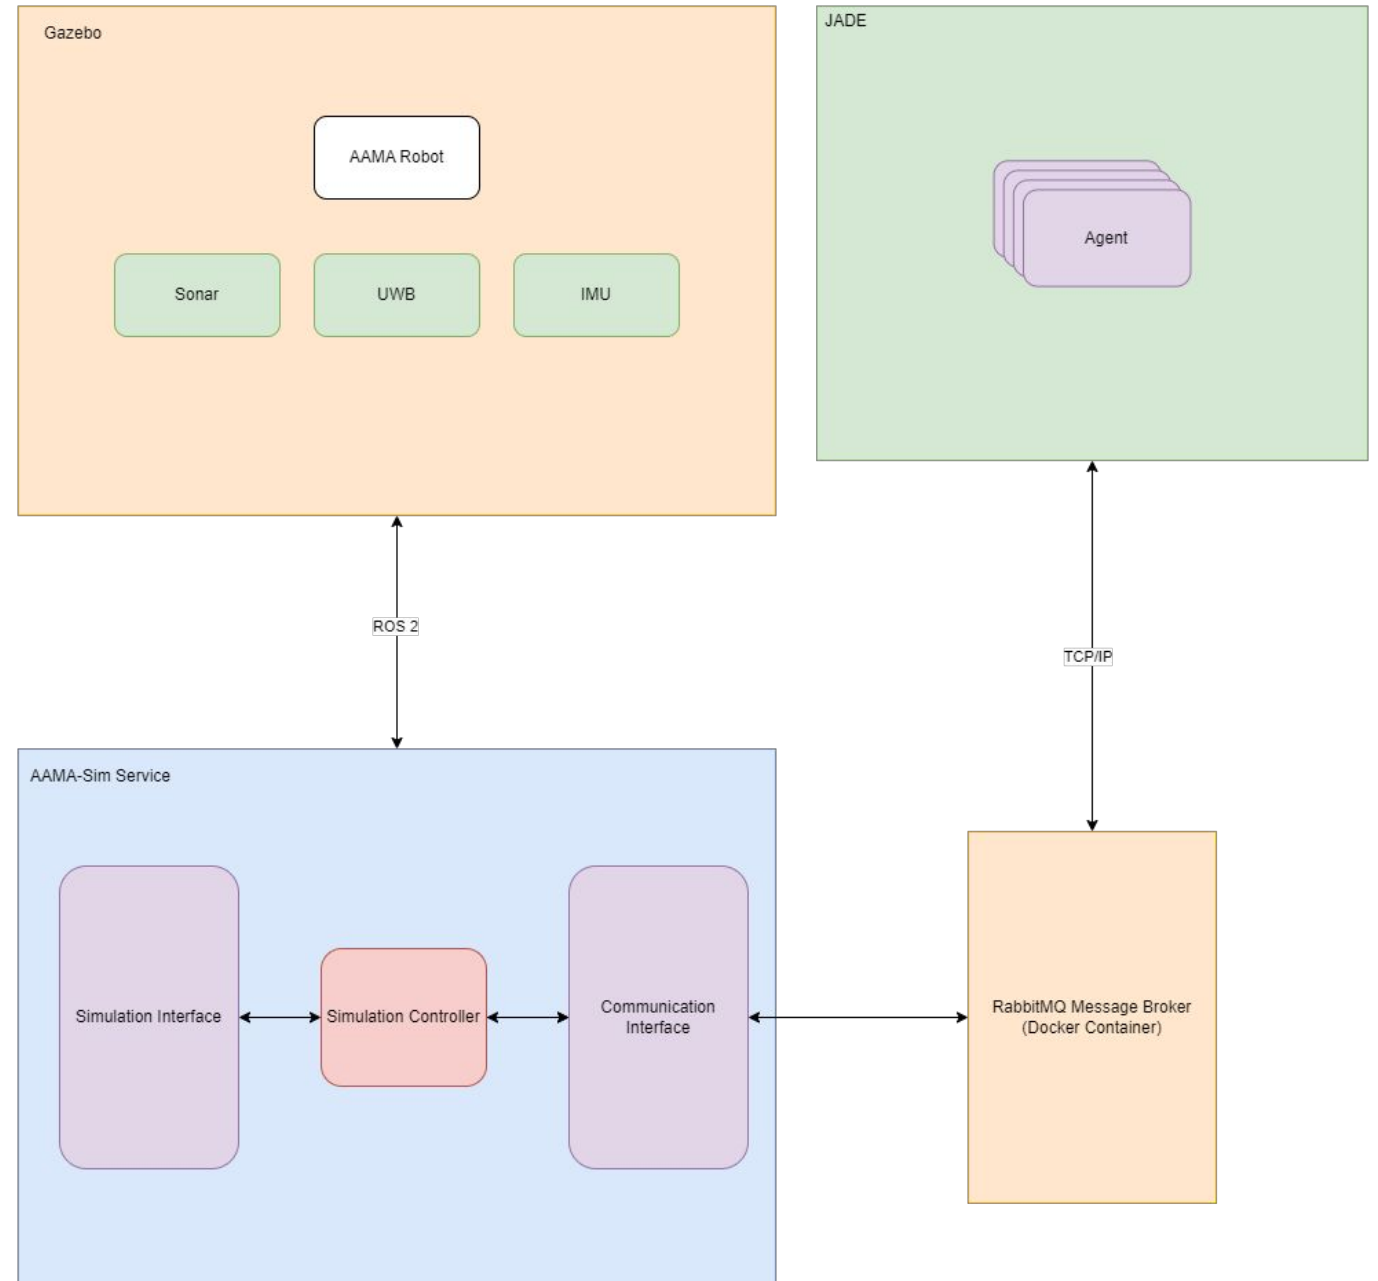 Gazebo
JADE
AAMA Robot
Sonar
UWB
IMU
Agent
ROS 2
TCP/IP
AAMA-Sim Service
Simulation Interface
Simulation Controller
Communication
Interface
RabbitMQ Message Broker
(Docker Container)